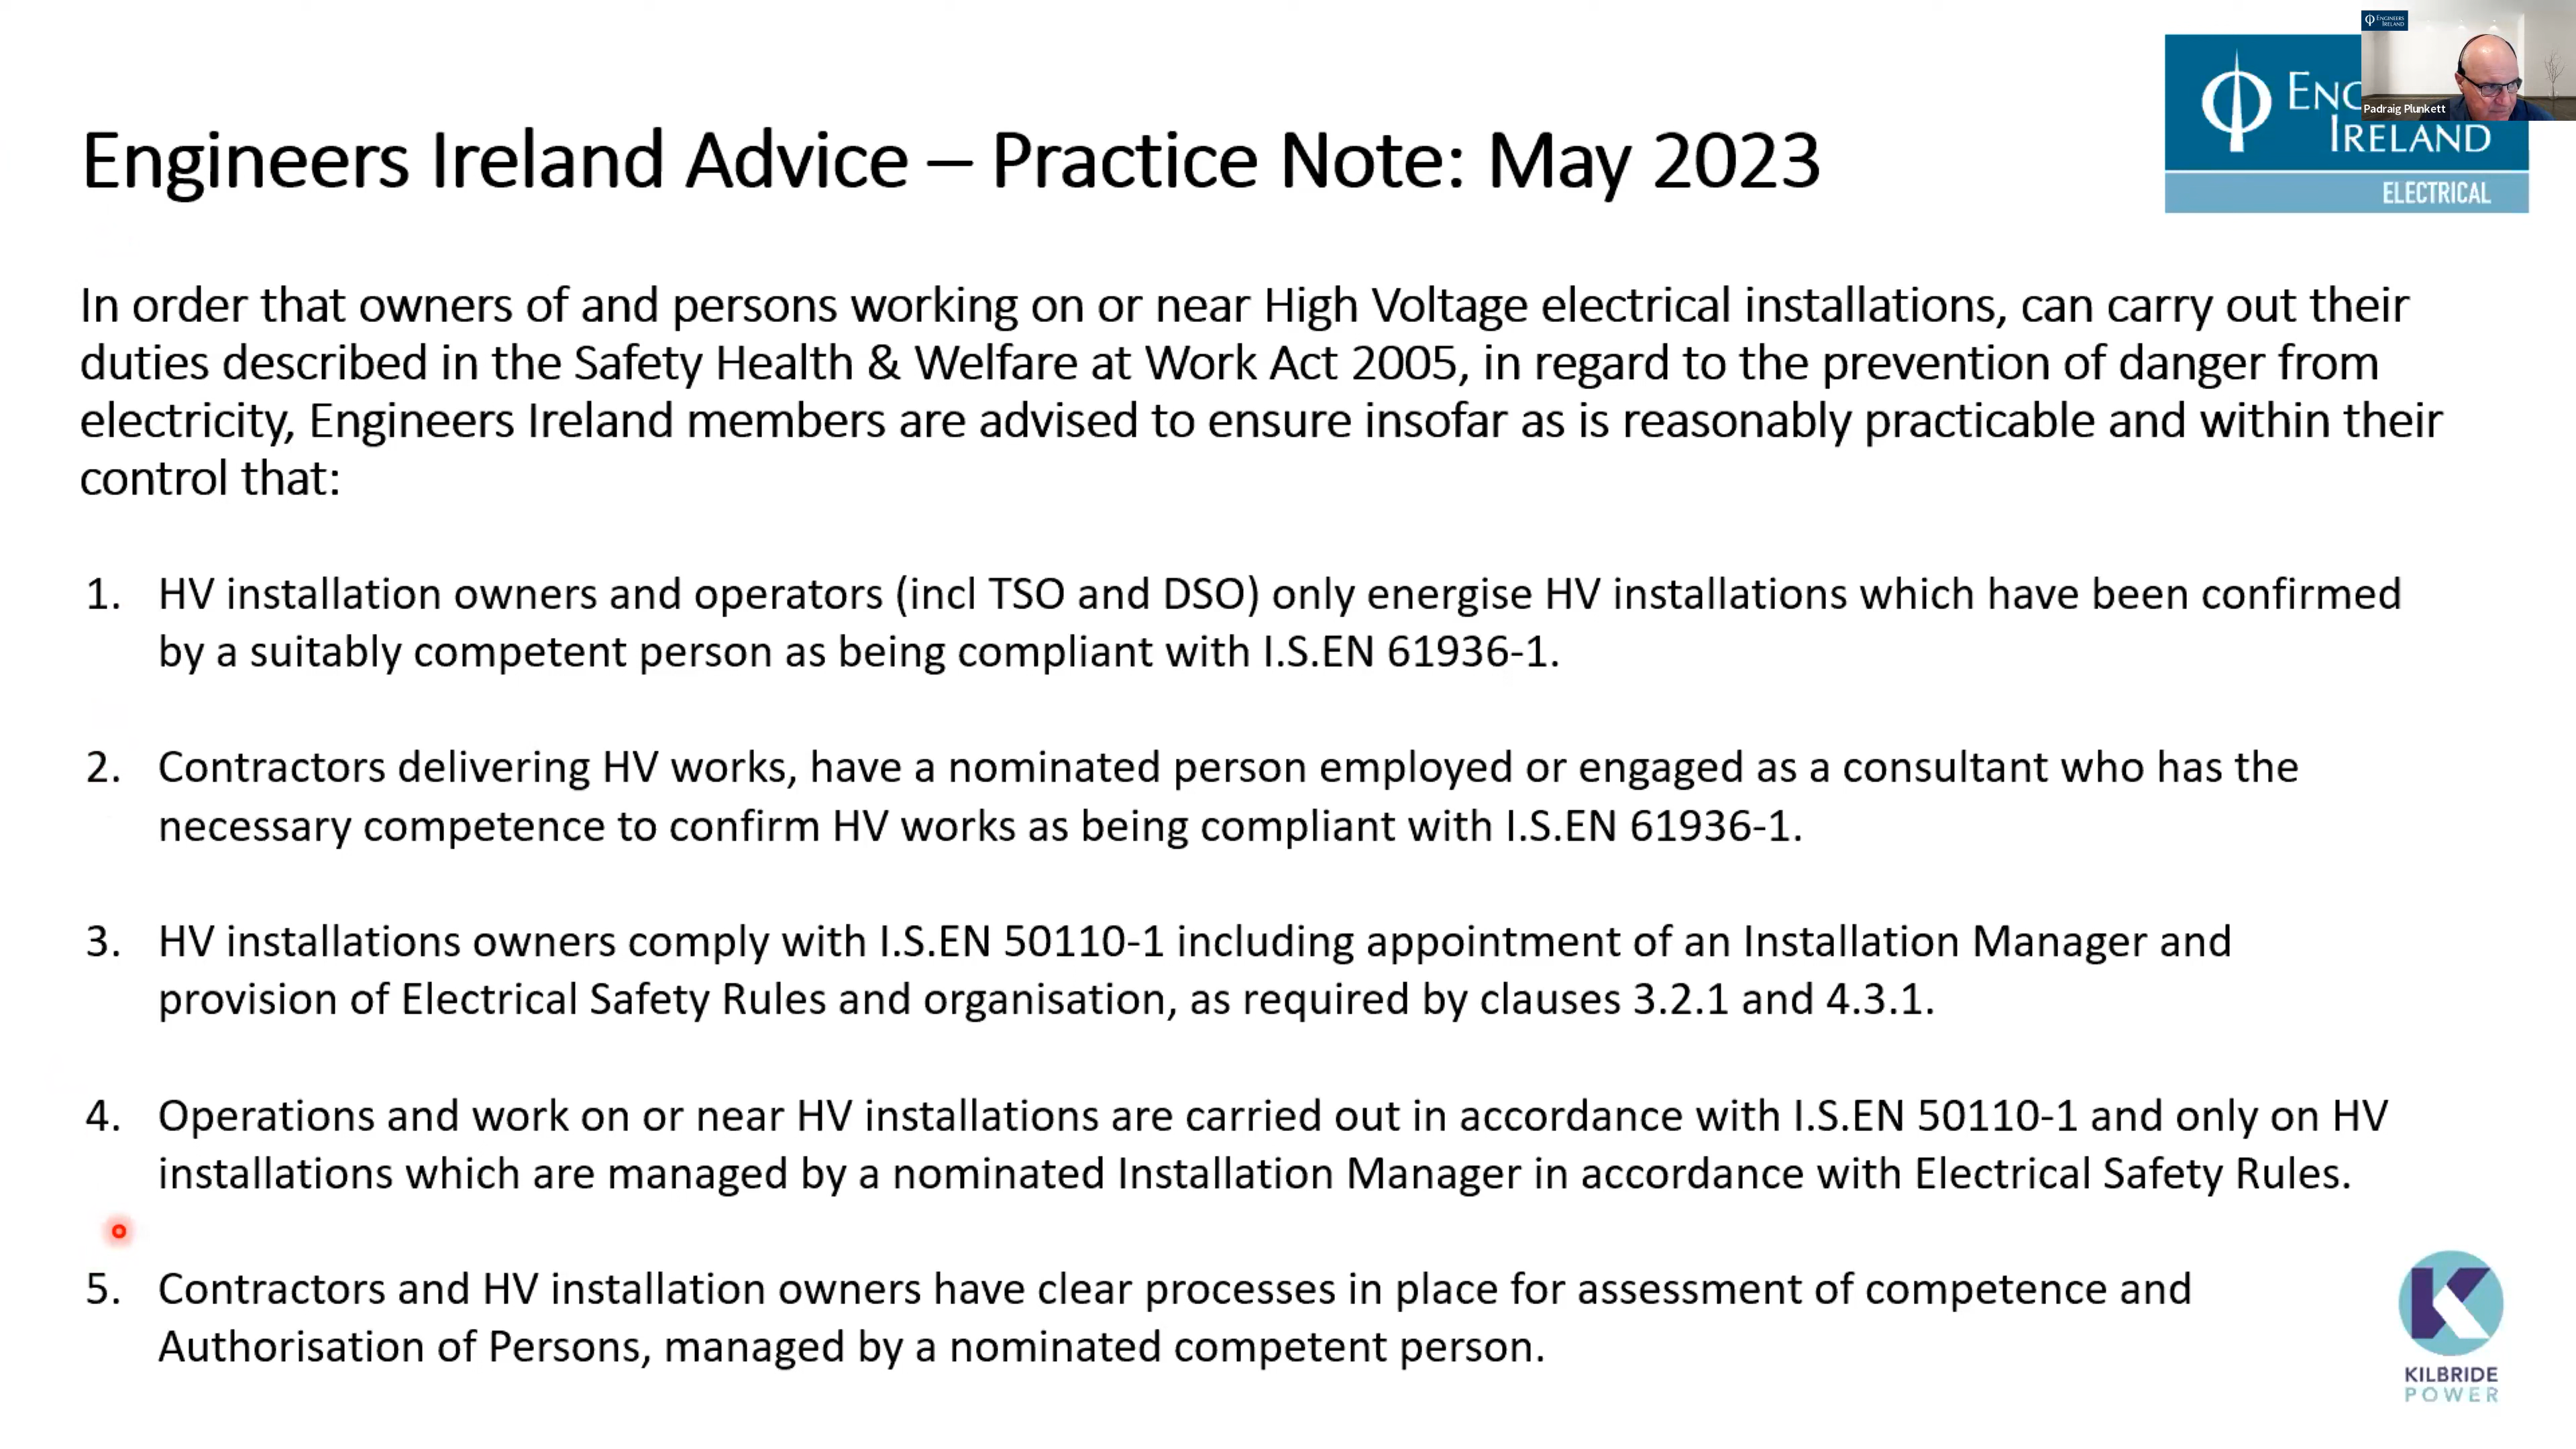 ENGINEERS
IRELAND
Padraig Plunkett
IRELAND
ELECTRICAL
Engineers Ireland Advice – Practice Note: May 2023
In order that owners of and persons working on or near High Voltage electrical installations, can carry out their
duties described in the Safety Health & Welfare at Work Act 2005, in regard to the prevention of danger from
electricity, Engineers Ireland members are advised to ensure insofar as is reasonably practicable and within their
control that:
1. HV installation owners and operators (incl TSO and DSO) only energise HV installations which have been confirmed
by a suitably competent person as being compliant with I.S.EN 61936-1.
2. Contractors delivering HV works, have a nominated person employed or engaged as a consultant who has the
necessary competence to confirm HV works as being compliant with I.S.EN 61936-1.
3. HV installations owners comply with I.S.EN 50110-1 including appointment of an Installation Manager and
provision of Electrical Safety Rules and organisation, as required by clauses 3.2.1 and 4.3.1.
4. Operations and work on or near HV installations are carried out in accordance with I.S.EN 50110-1 and only on HV
installations which are managed by a nominated Installation Manager in accordance with Electrical Safety Rules.
5. Contractors and HV installation owners have clear processes in place for assessment of competence and
Authorisation of Persons, managed by a nominated competent person.
KILBRIDE
POWER